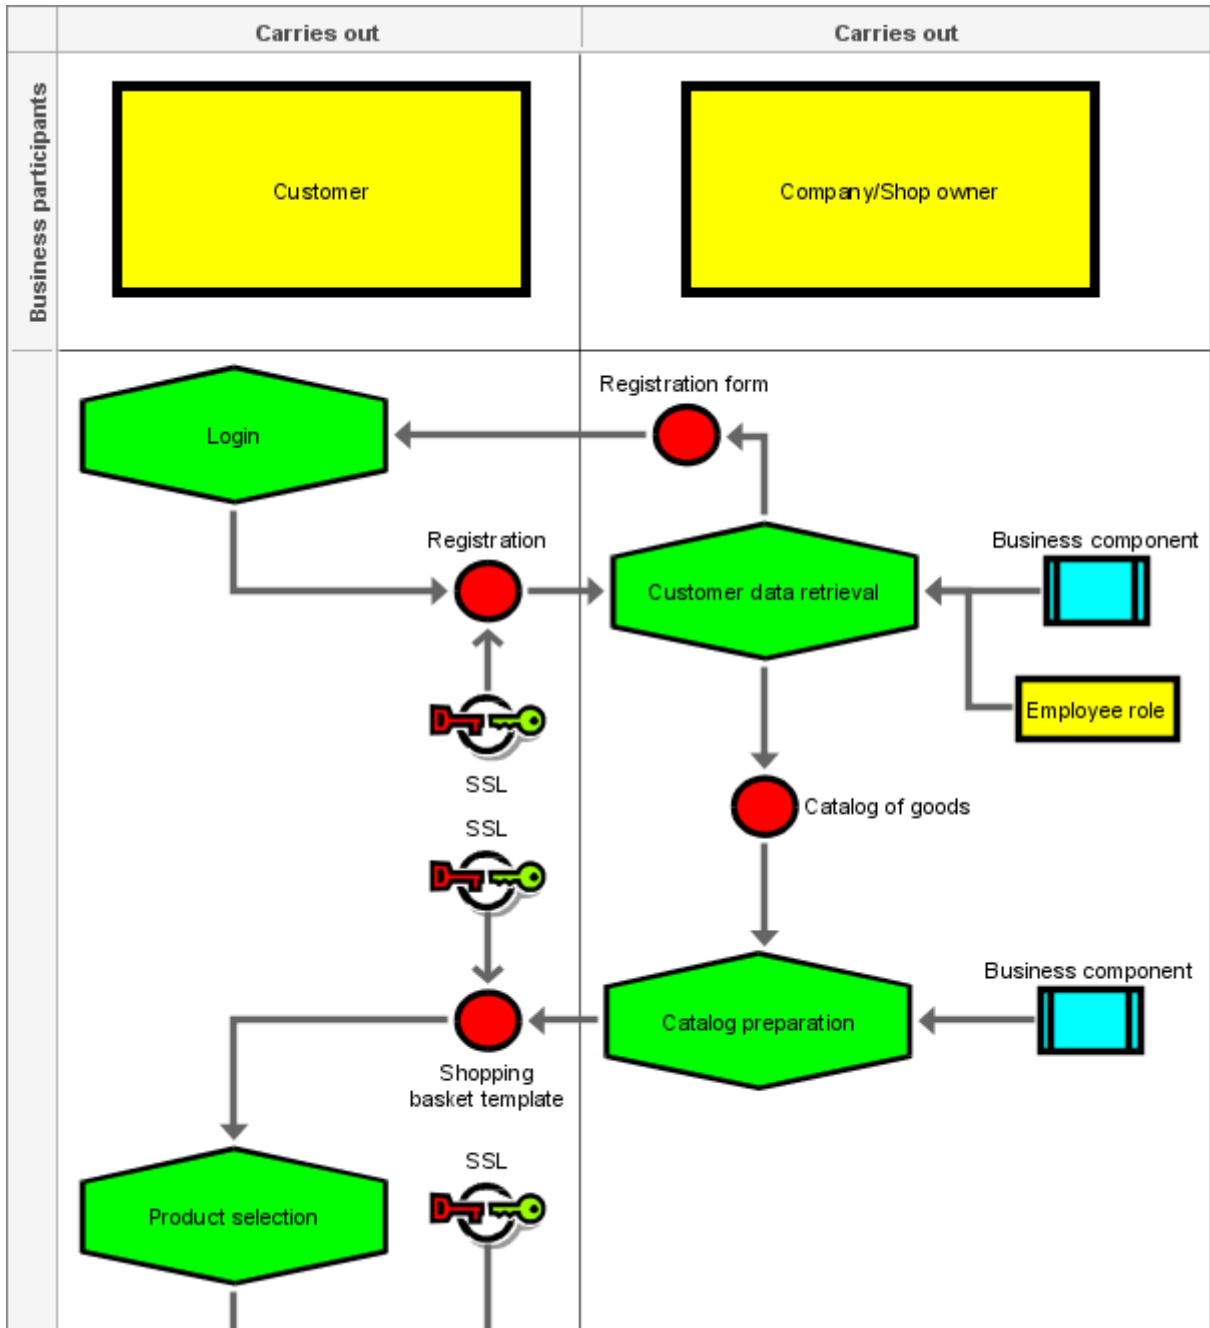 Carries out
Carries out
Business participants
Customer
Company/Shop owner
Registration form
Login
Registration
Business component
Customer data retrieval
Employee role
SSL
Catalog of goods
SSL
Business component
Catalog preparation
Shopping
basket template
SSL
Product selection